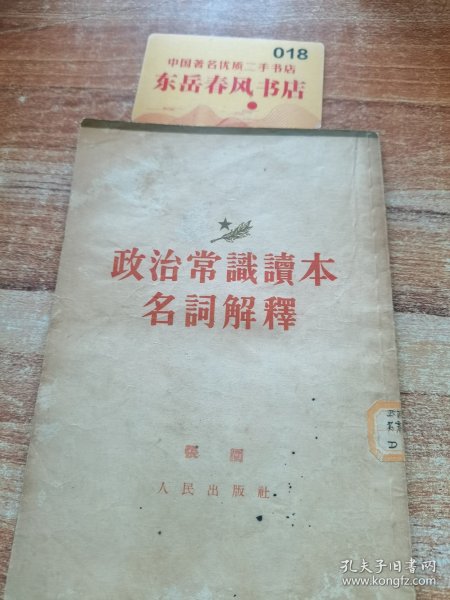 018
中国著名优质二手书店
东岳春风书店
政治常識讀本
名詞解釋
張閎
人民出版社
孔夫子旧书网
www.kongfz.com